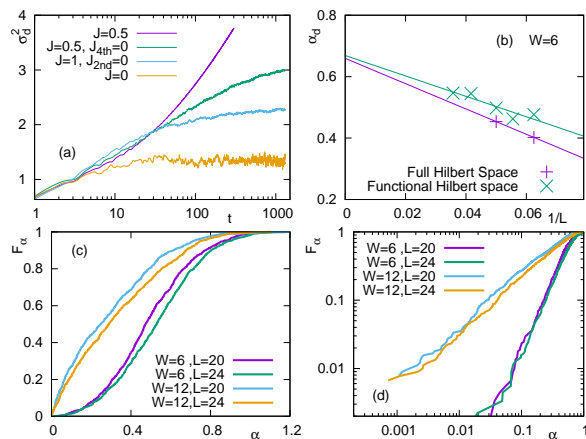 σ_d^2
4
3
2
1
J=0.5
J=0.5, J_4th=0
J=1, J_2nd=0
J=0
(a)
1 10 100 t 1000
α_d
0.8
0.6
0.4
0.2
(b) W=6
Full Hilbert Space
Functional Hilbert space
0 0.02 0.04 0.06 1/L
F_α
1
0.8
0.6
0.4
0.2
0
(c)
W=6 ,L=20
W=6 ,L=24
W=12,L=20
W=12,L=24
0 0.4 α 0.8 1.2
F_α
1
0.1
0.01
W=6 ,L=20
W=6 ,L=24
W=12,L=20
W=12,L=24
(d)
0.001 0.01 0.1 α 1